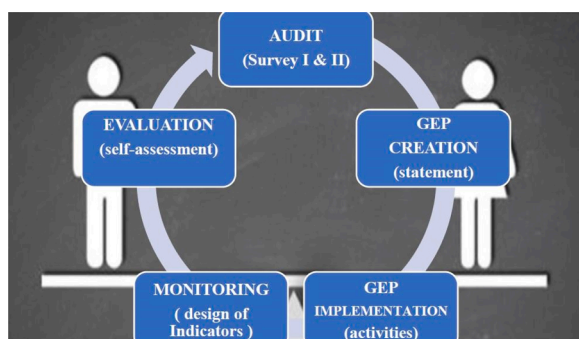 AUDIT
(Survey I & II)
GEP
CREATION
(statement)
GEP
IMPLEMENTATION
(activities)
MONITORING
( design of
Indicators )
EVALUATION
(self-assessment)